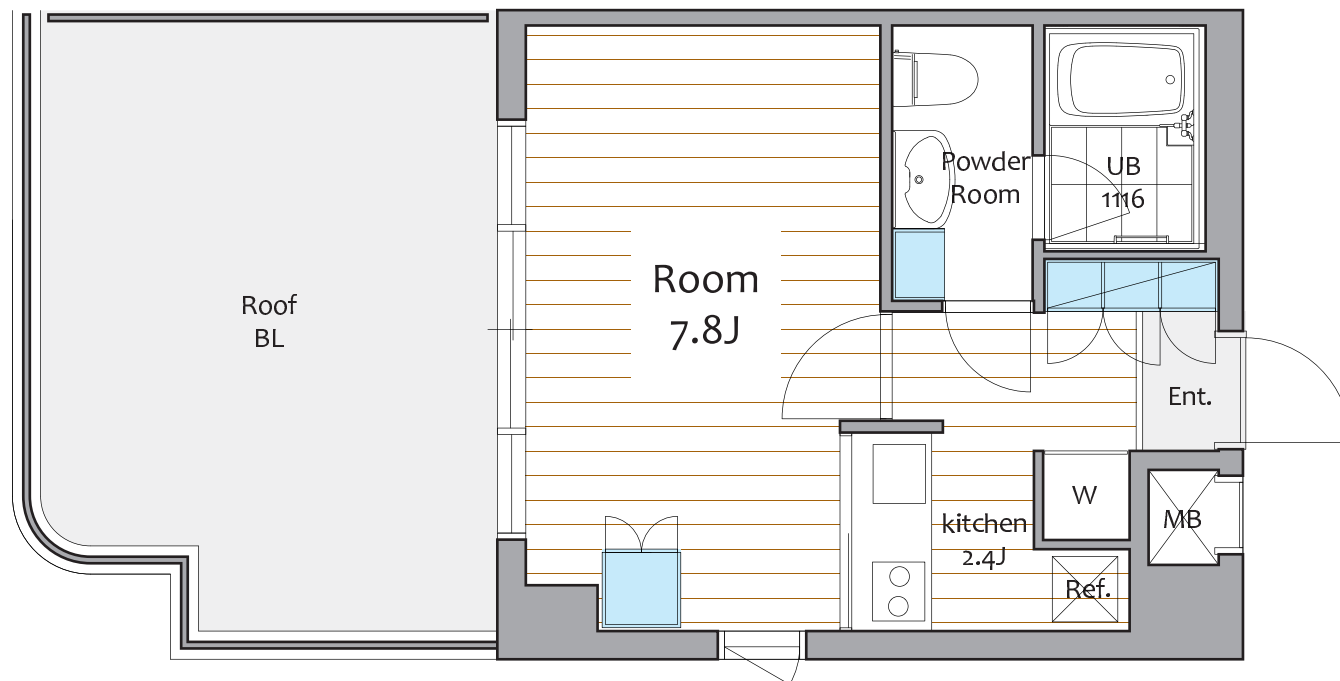 Powder
Room
UB
1116
Room
7.8J
Roof
BL
Ent.
W
MB
kitchen
2.4J
Ref.